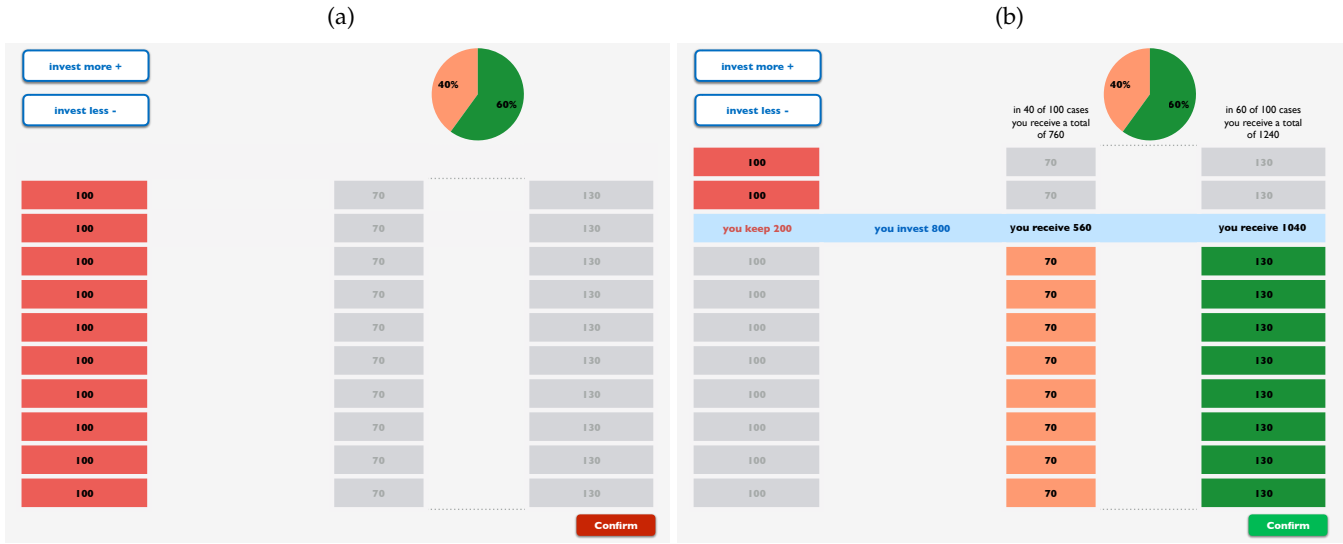 (a)
invest more +
invest less -
40%
60%
100 70 130
100 70 130
100 70 130
100 70 130
100 70 130
100 70 130
100 70 130
100 70 130
100 70 130
100 70 130
Confirm
(b)
invest more +
invest less -
40%
60%
in 40 of 100 cases
you receive a total
of 760
in 60 of 100 cases
you receive a total
of 1240
100 70 130
100 70 130
you keep 200 you invest 800 you receive 560 you receive 1040
100 70 130
100 70 130
100 70 130
100 70 130
100 70 130
100 70 130
100 70 130
100 70 130
Confirm